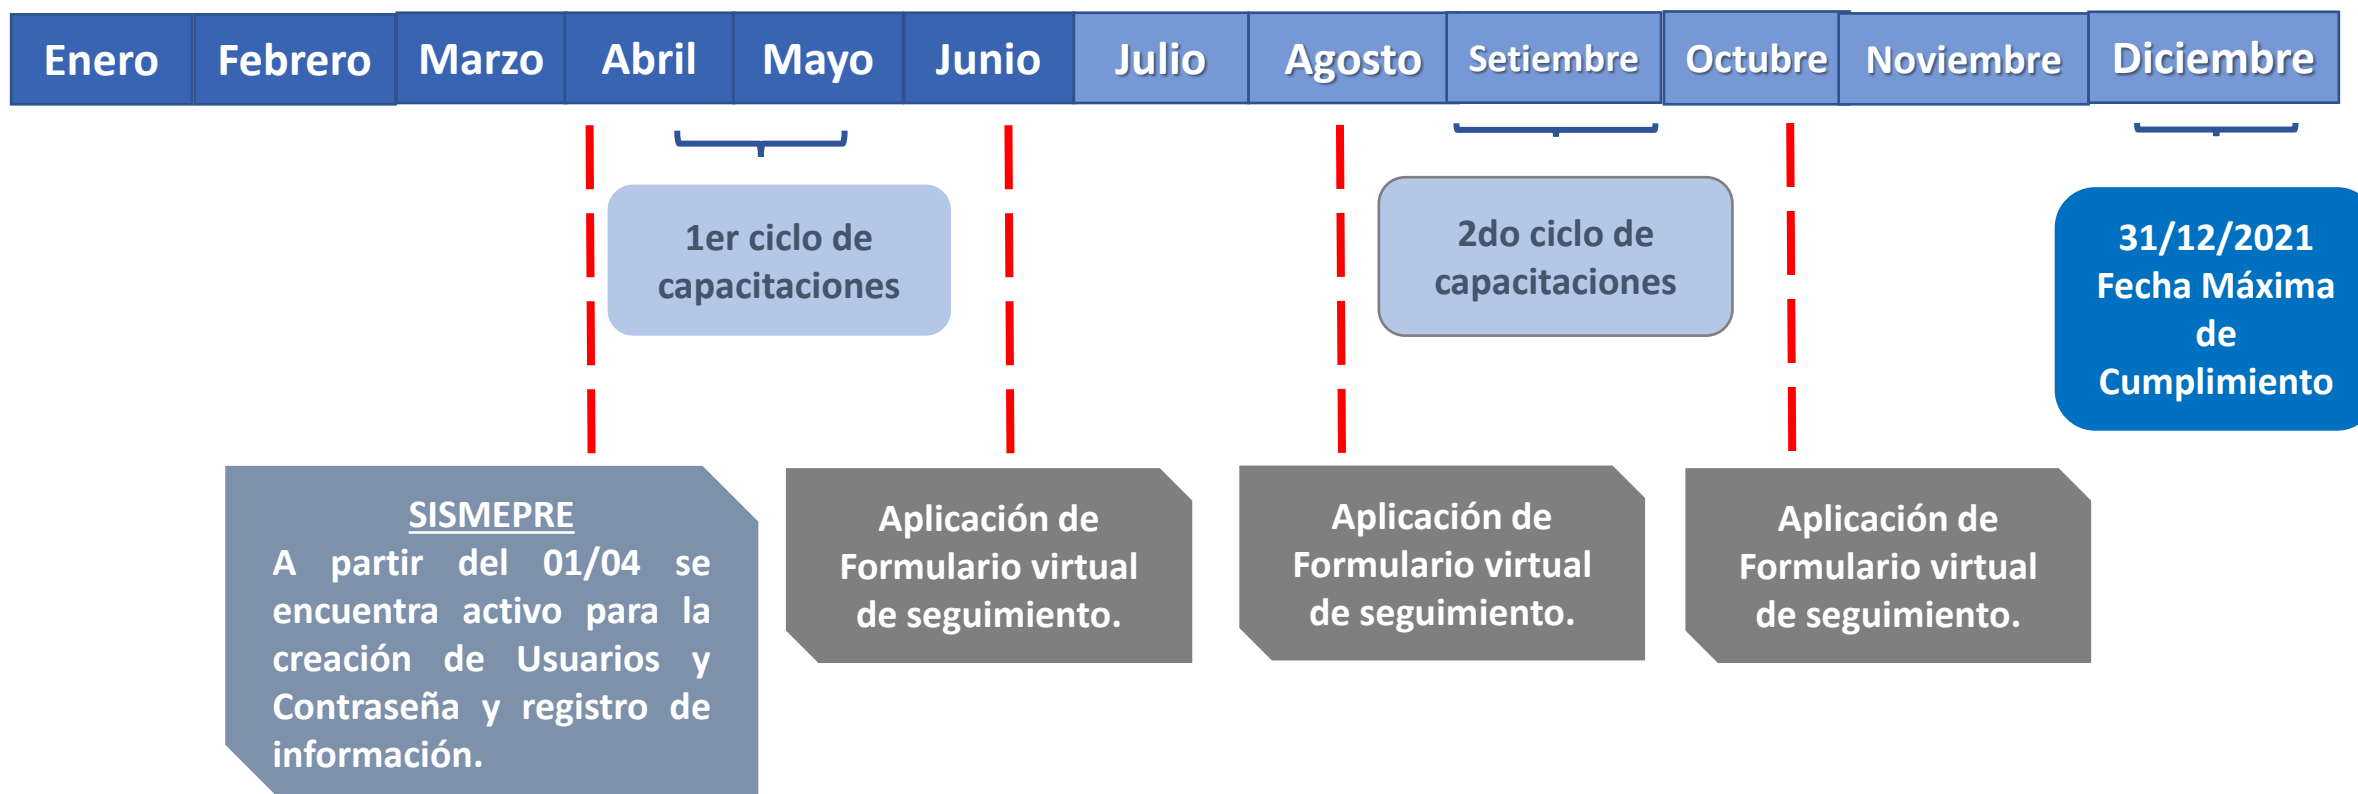 Enero Febrero Marzo Abril Mayo Junio Julio Agosto Setiembre Octubre Noviembre Diciembre
1er ciclo de
capacitaciones
2do ciclo de
capacitaciones
31/12/2021
Fecha Máxima
de
Cumplimiento
SISMEPRE
A partir del 01/04 se
encuentra activo para la
creación de Usuarios y
Contraseña y registro de
información.
Aplicación de
Formulario virtual
de seguimiento.
Aplicación de
Formulario virtual
de seguimiento.
Aplicación de
Formulario virtual
de seguimiento.